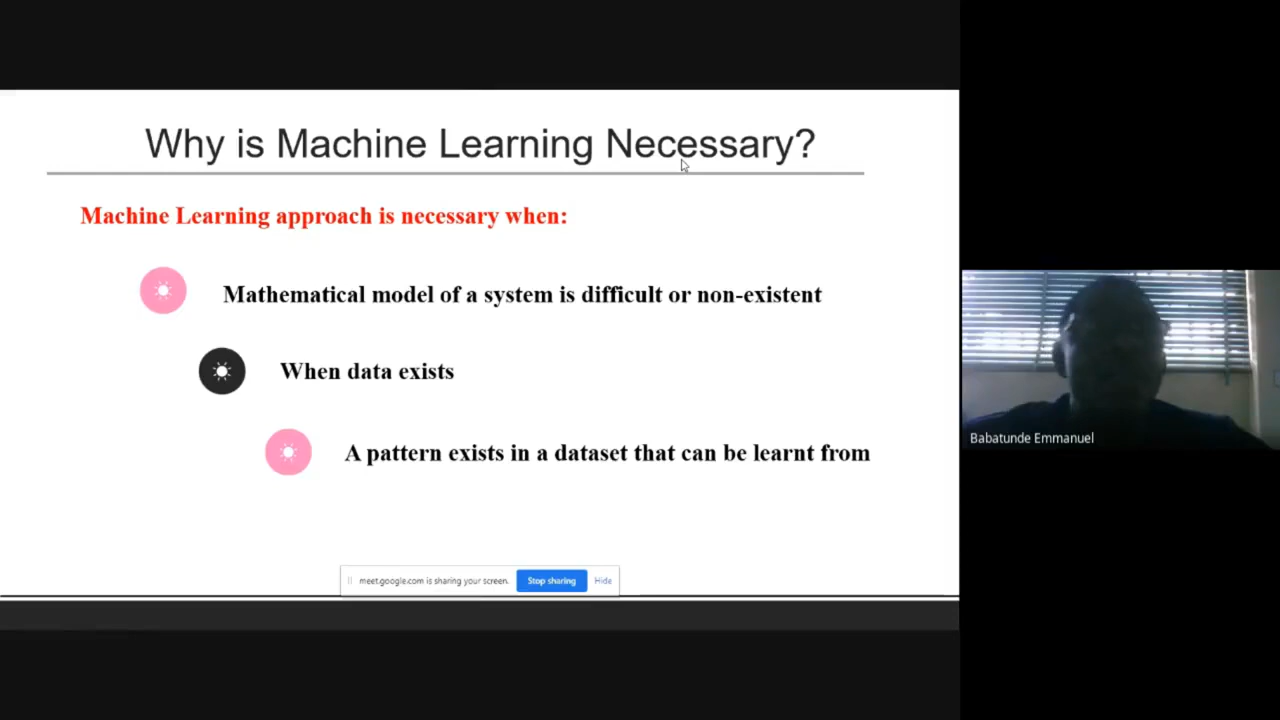 Why is Machine Learning Necessary?
Machine Learning approach is necessary when:
Mathematical model of a system is difficult or non-existent
When data exists
A pattern exists in a dataset that can be learnt from
meet.google.com is sharing your screen.
Stop sharing
Hide
Babatunde Emmanuel